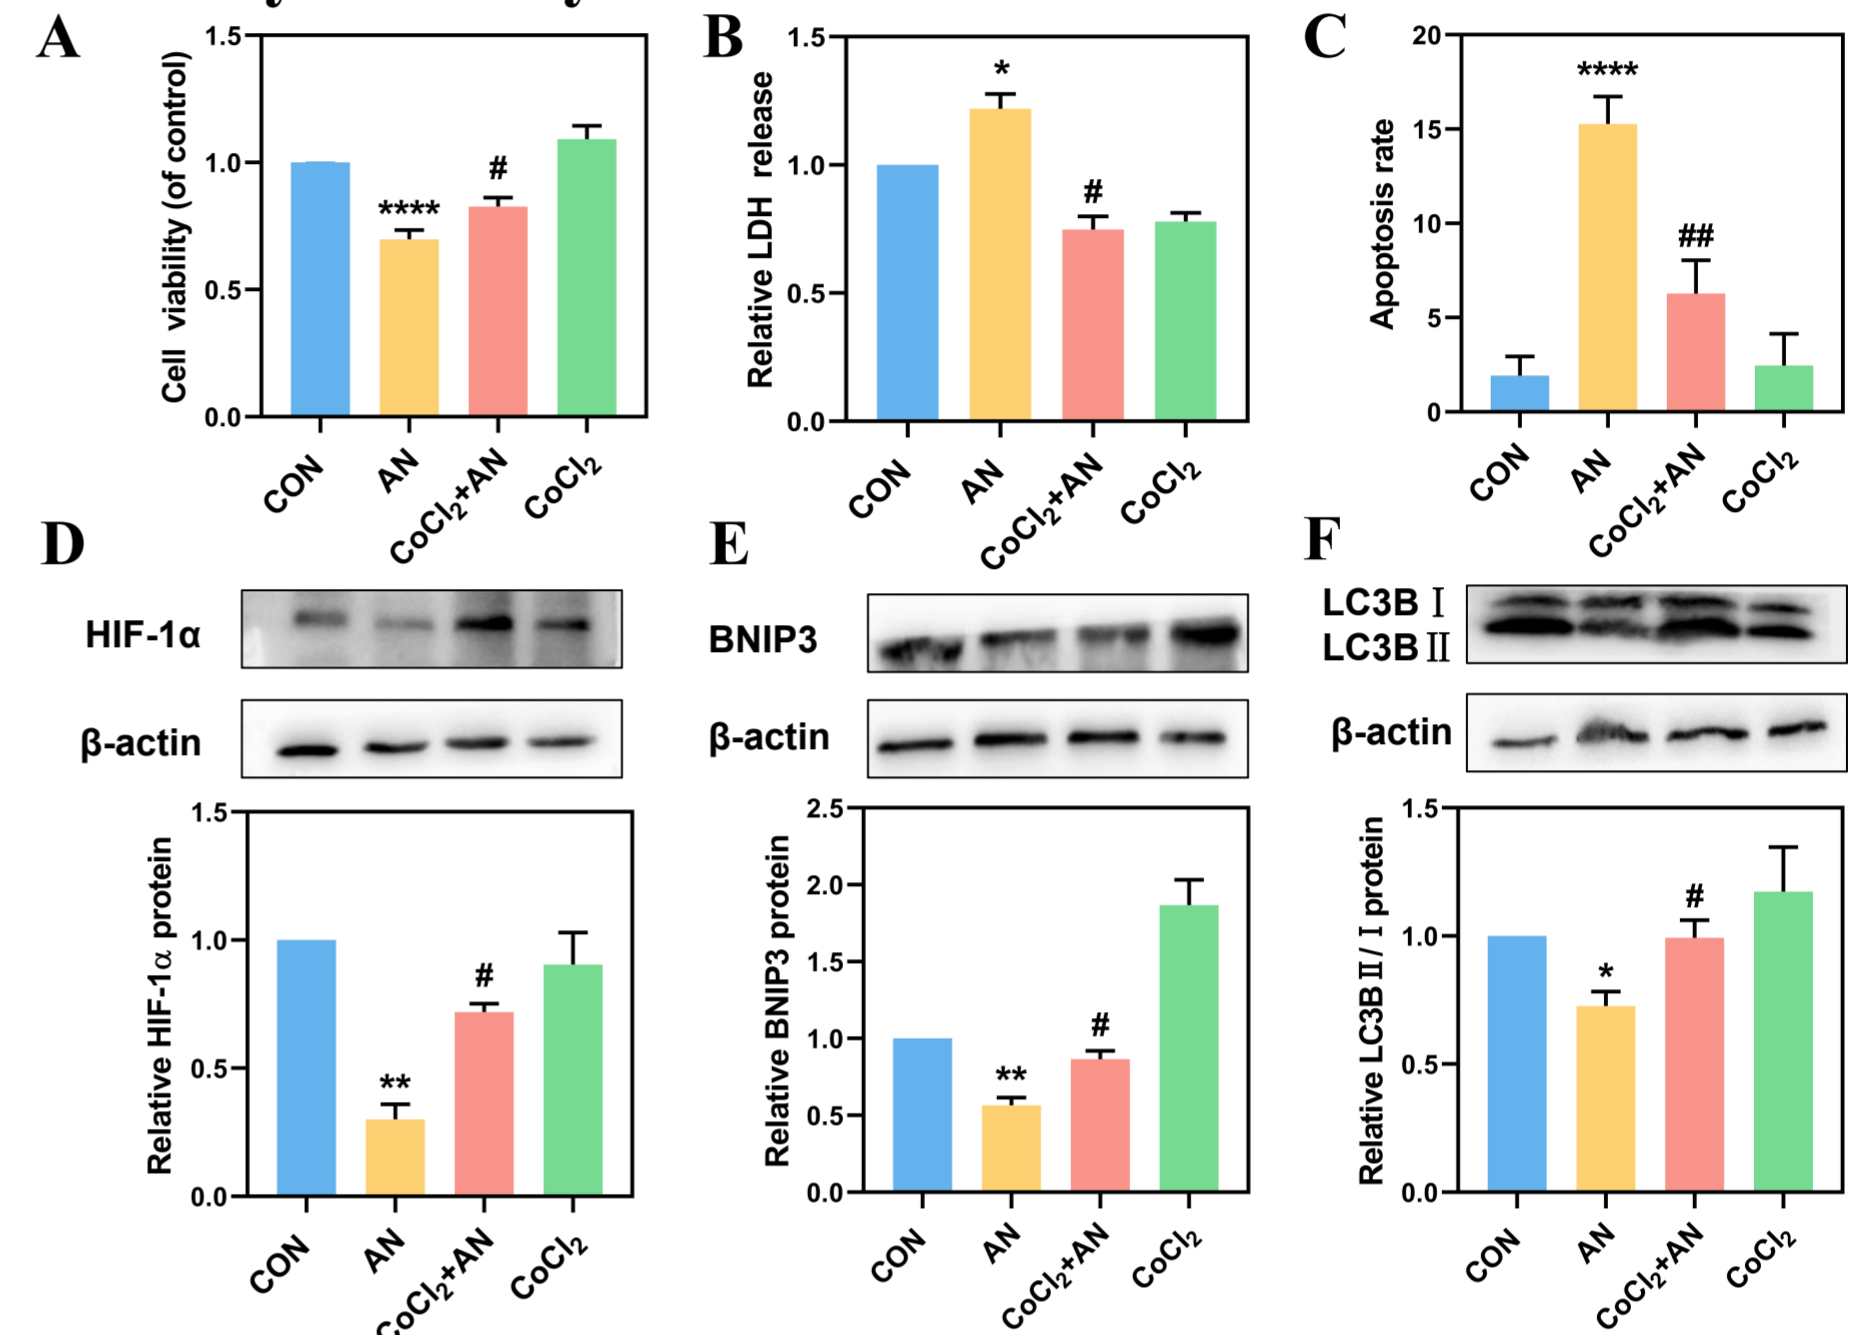 A
Cell viability (of control)
1.5
1.0
0.5
0.0
****
#
CON
AN
CoCl₂+AN
CoCl₂
B
Relative LDH release
1.5
1.0
0.5
0.0
*
#
CON
AN
CoCl₂+AN
CoCl₂
C
Apoptosis rate
20
15
10
5
0
****
##
CON
AN
CoCl₂+AN
CoCl₂
D
HIF-1α
β-actin
Relative HIF-1α protein
1.5
1.0
0.5
0.0
**
#
CON
AN
CoCl₂+AN
CoCl₂
E
BNIP3
β-actin
Relative BNIP3 protein
2.5
2.0
1.5
1.0
0.5
0.0
**
#
CON
AN
CoCl₂+AN
CoCl₂
F
LC3B Ⅰ
LC3B Ⅱ
β-actin
Relative LC3B Ⅱ/Ⅰ protein
1.5
1.0
0.5
0.0
*
#
CON
AN
CoCl₂+AN
CoCl₂